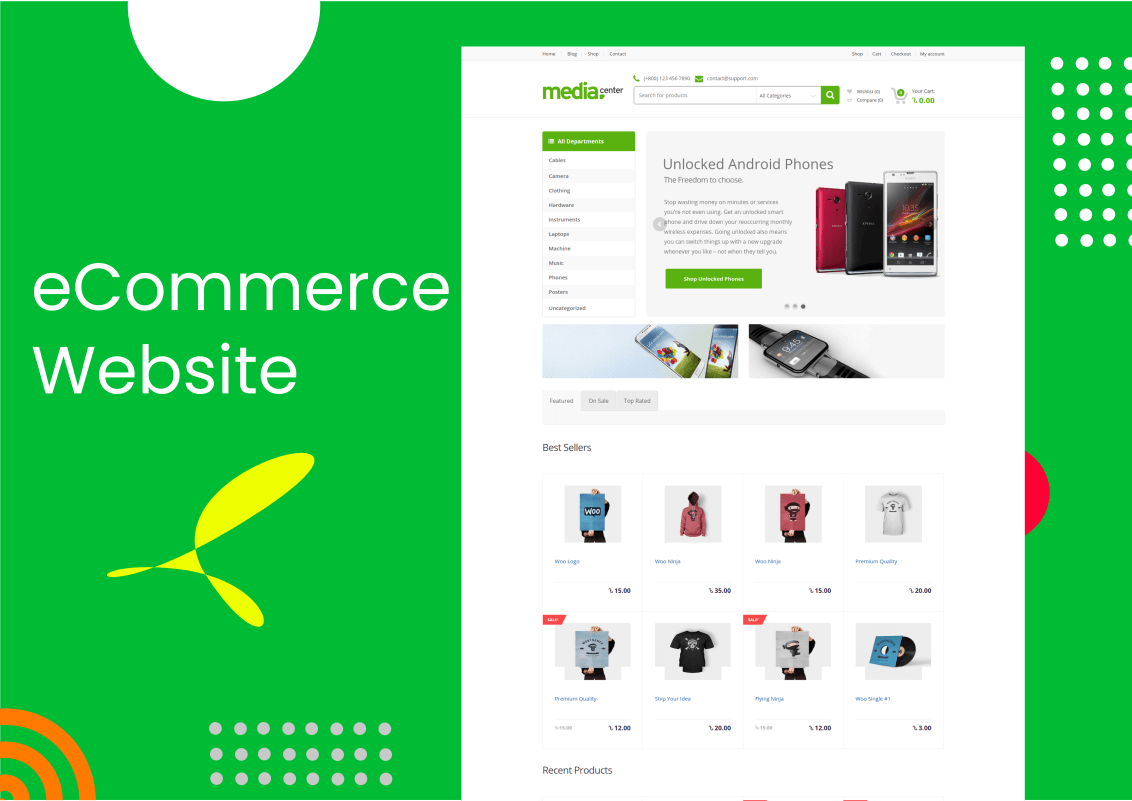 eCommerce
Website
Home Blog Shop Contact
Shop Cart Checkout My account
(+800) 123 456 7890 contact@support.com
media center
Search for products
All Categories
Wishlist (0)
Compare (0)
0
Your Cart:
৳ 0.00
All Departments
Cables
Camera
Clothing
Hardware
Instruments
Laptops
Machine
Music
Phones
Posters
Uncategorized
Unlocked Android Phones
The Freedom to choose.
Stop wasting money on minutes or services
you're not even using. Get an unlocked smart
phone and drive down your reoccurring monthly
wireless expenses. Going unlocked also means
you can switch things up with a new upgrade
whenever you like – not when they tell you.
Shop Unlocked Phones
XPERIA
SONY
10:35
9:45
Featured On Sale Top Rated
Best Sellers
WOO
Woo Logo
৳ 15.00
Woo Ninja
৳ 35.00
Woo Ninja
৳ 15.00
Premium Quality
৳ 20.00
SALE!
Premium Quality
৳ 15.00 ৳ 12.00
Ship Your Idea
৳ 20.00
SALE!
Flying Ninja
৳ 15.00 ৳ 12.00
Woo Single #1
৳ 3.00
Recent Products